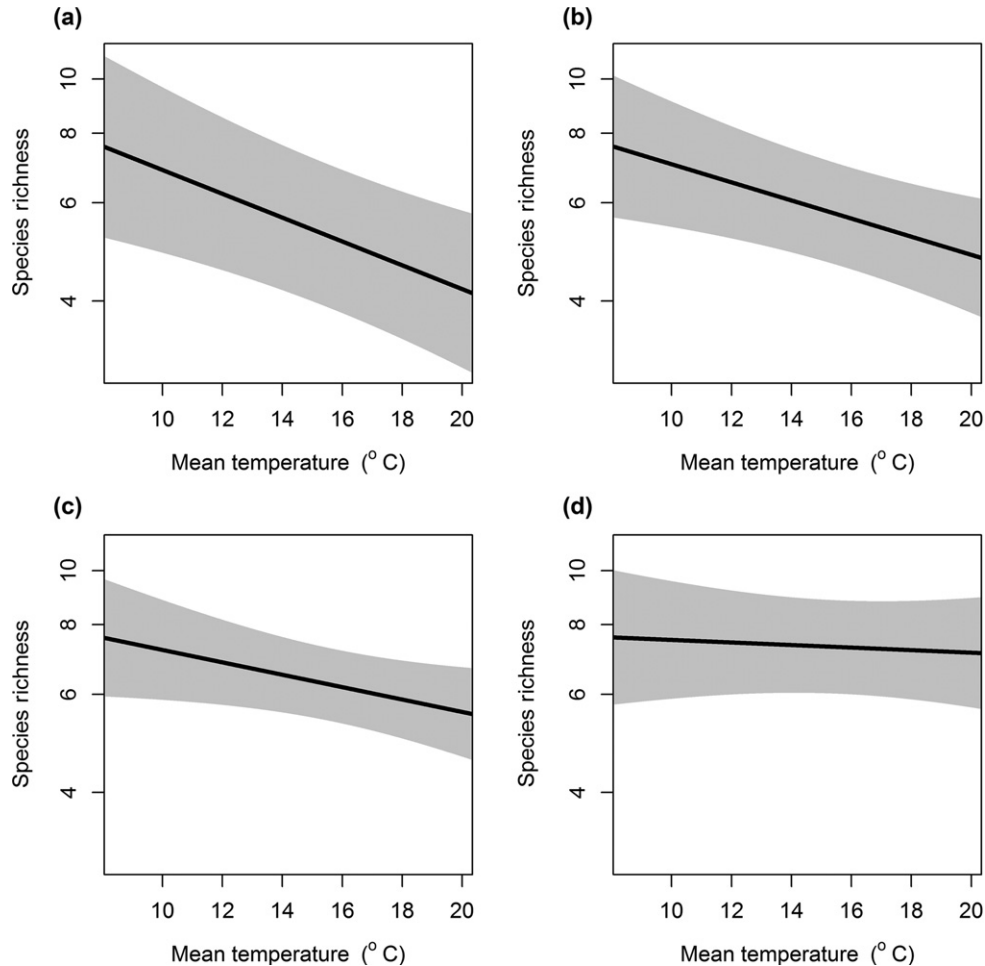 (a)
Species richness
10
8
6
4
10 12 14 16 18 20
Mean temperature (° C)
(b)
Species richness
10
8
6
4
10 12 14 16 18 20
Mean temperature (° C)
(c)
Species richness
10
8
6
4
10 12 14 16 18 20
Mean temperature (° C)
(d)
Species richness
10
8
6
4
10 12 14 16 18 20
Mean temperature (° C)